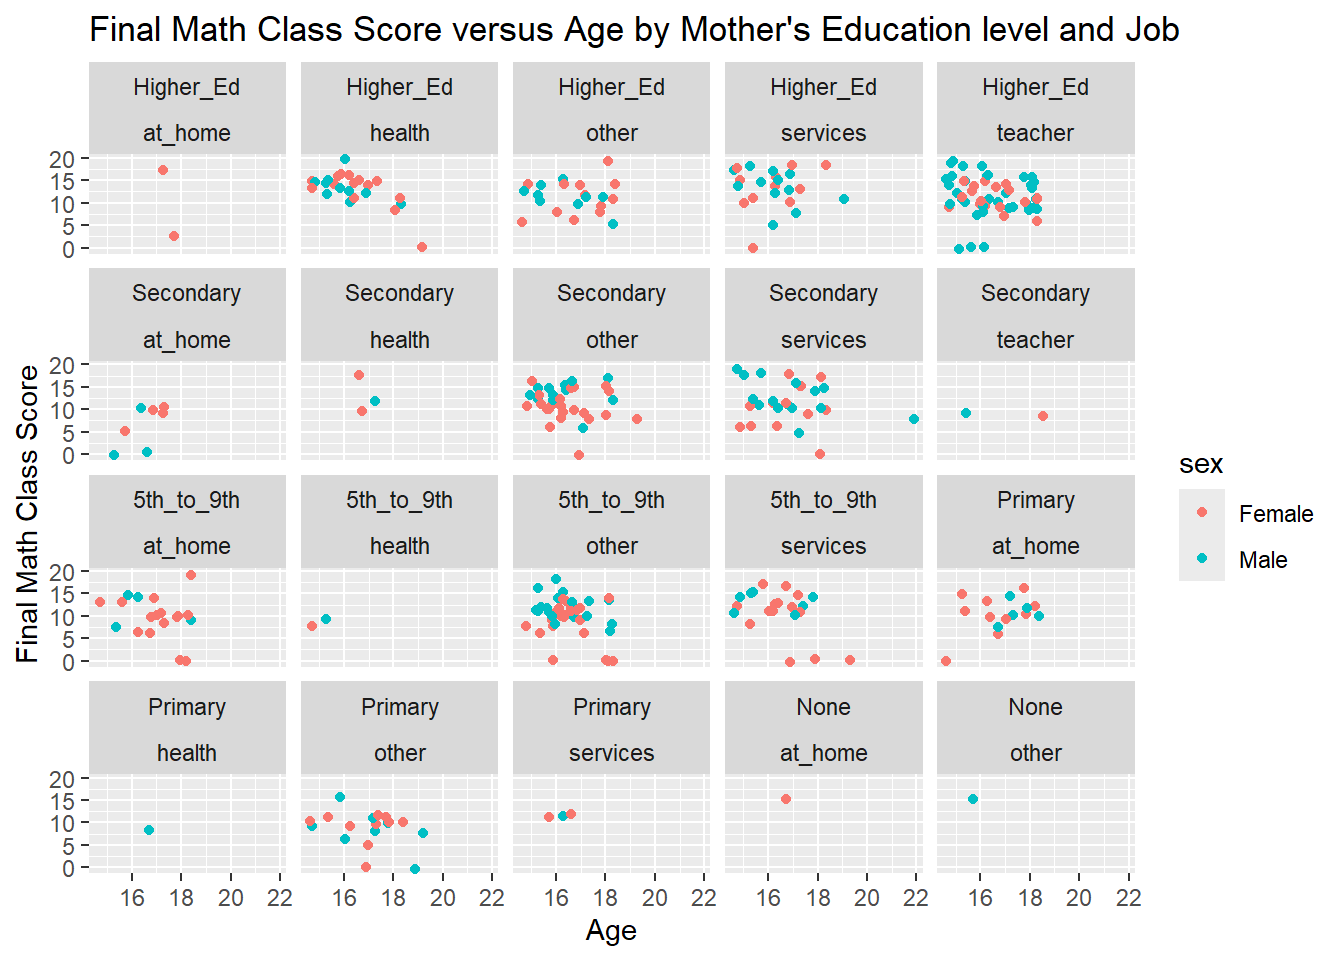 Final Math Class Score versus Age by Mother's Education level and Job
Higher_Ed Higher_Ed Higher_Ed Higher_Ed Higher_Ed
at_home health other services teacher
20
15
10
5
0
Secondary Secondary Secondary Secondary Secondary
at_home health other services teacher
20
15
10
5
0
5th_to_9th 5th_to_9th 5th_to_9th 5th_to_9th Primary
at_home health other services at_home
20
15
10
5
0
Primary Primary Primary None None
health other services at_home other
20
15
10
5
0
16 18 20 22 16 18 20 22 16 18 20 22 16 18 20 22 16 18 20 22
Age
Final Math Class Score
sex
Female
Male